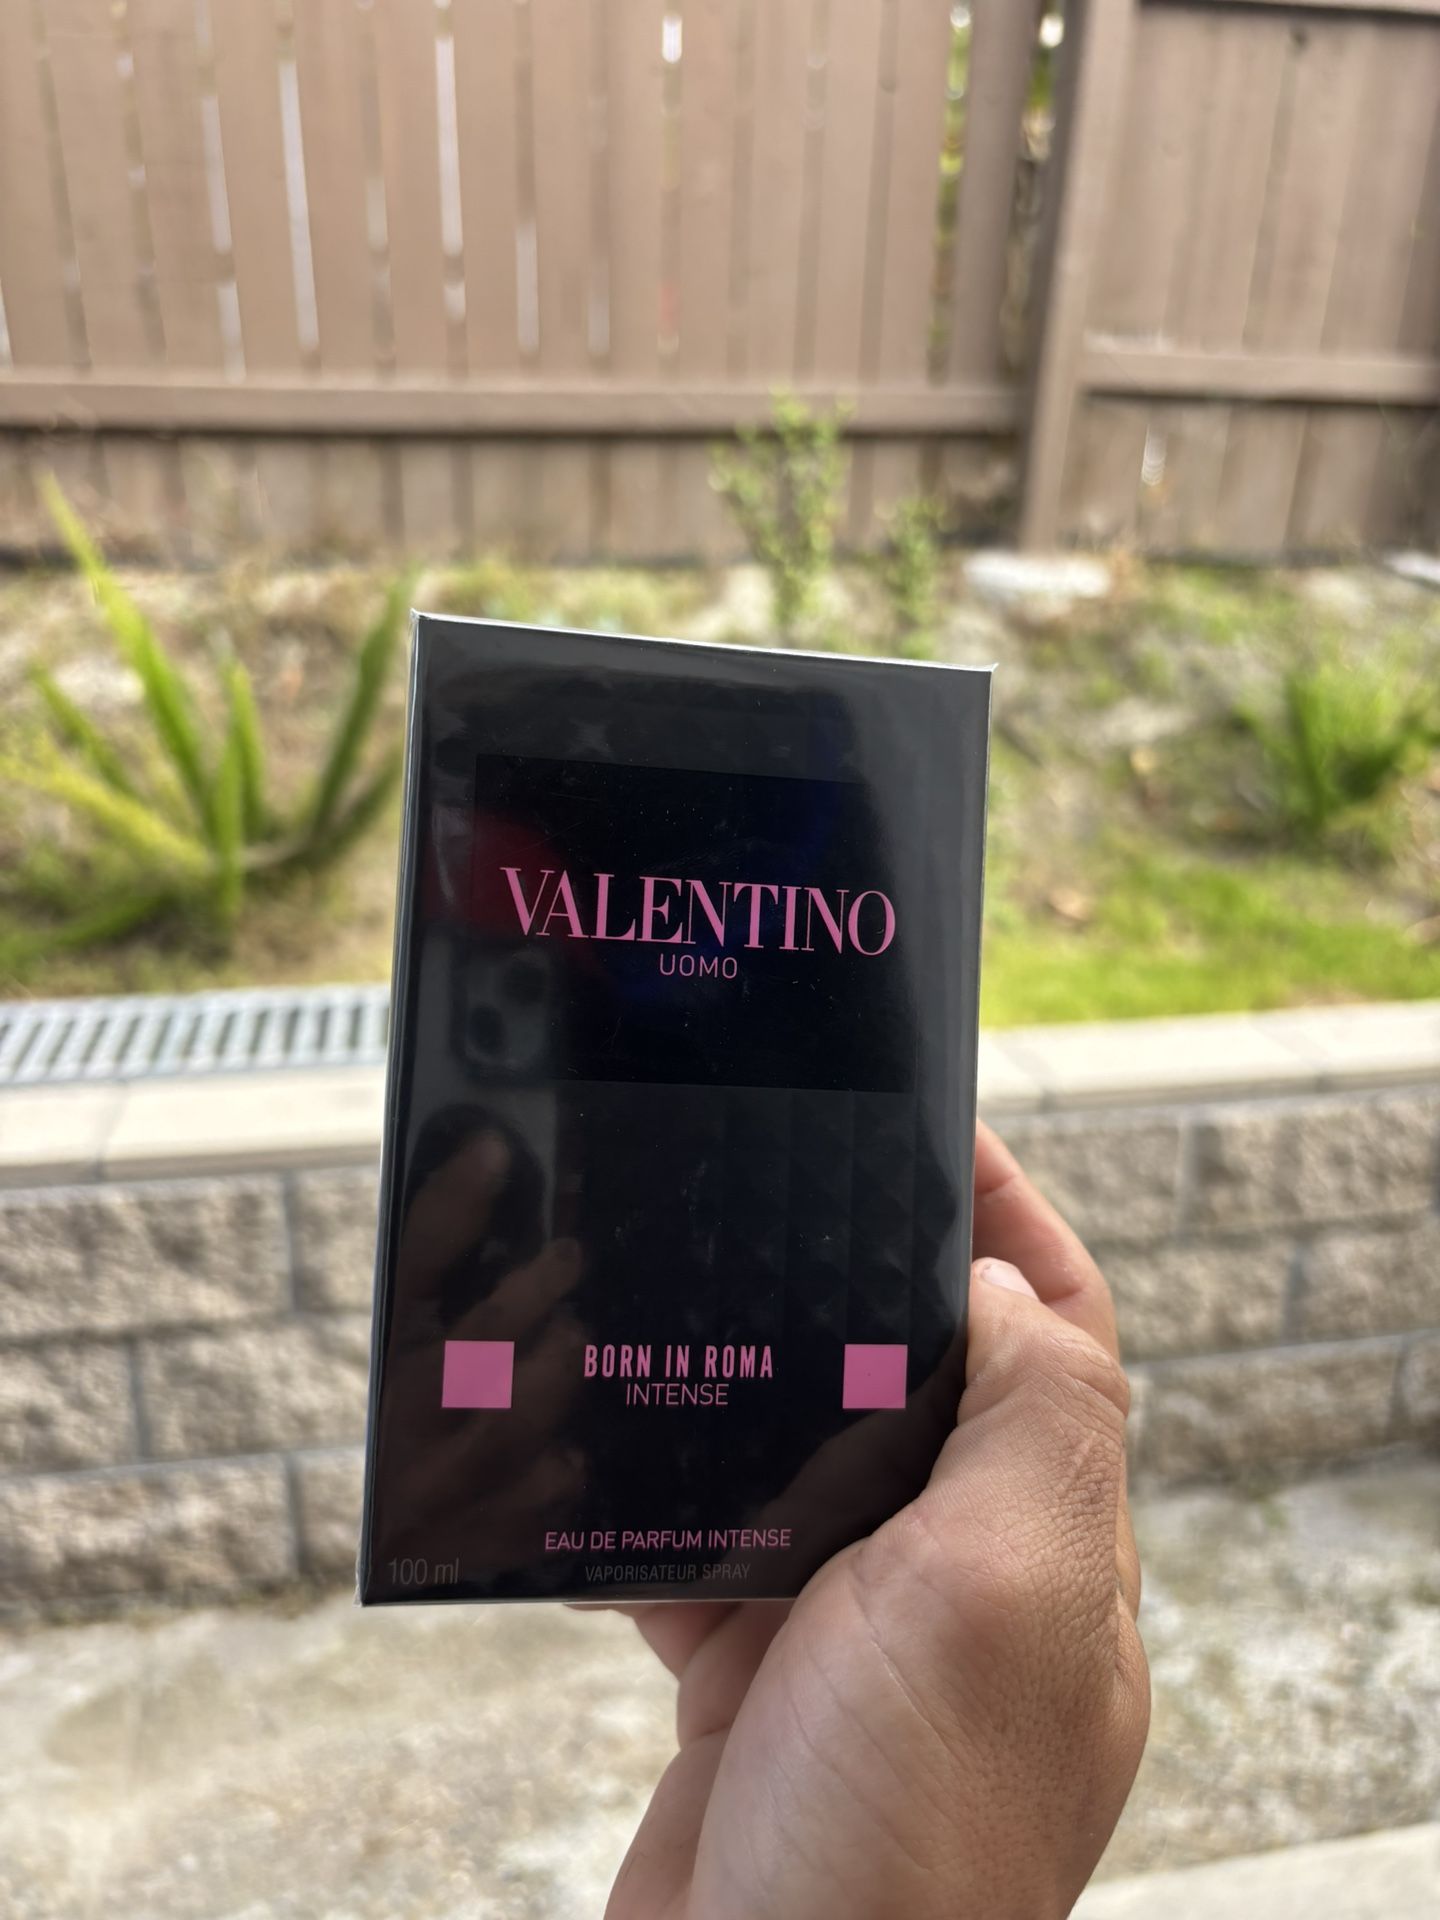 VALENTINO
UOMO
BORN IN ROMA
INTENSE
EAU DE PARFUM INTENSE
100 ml VAPORISATEUR SPRAY